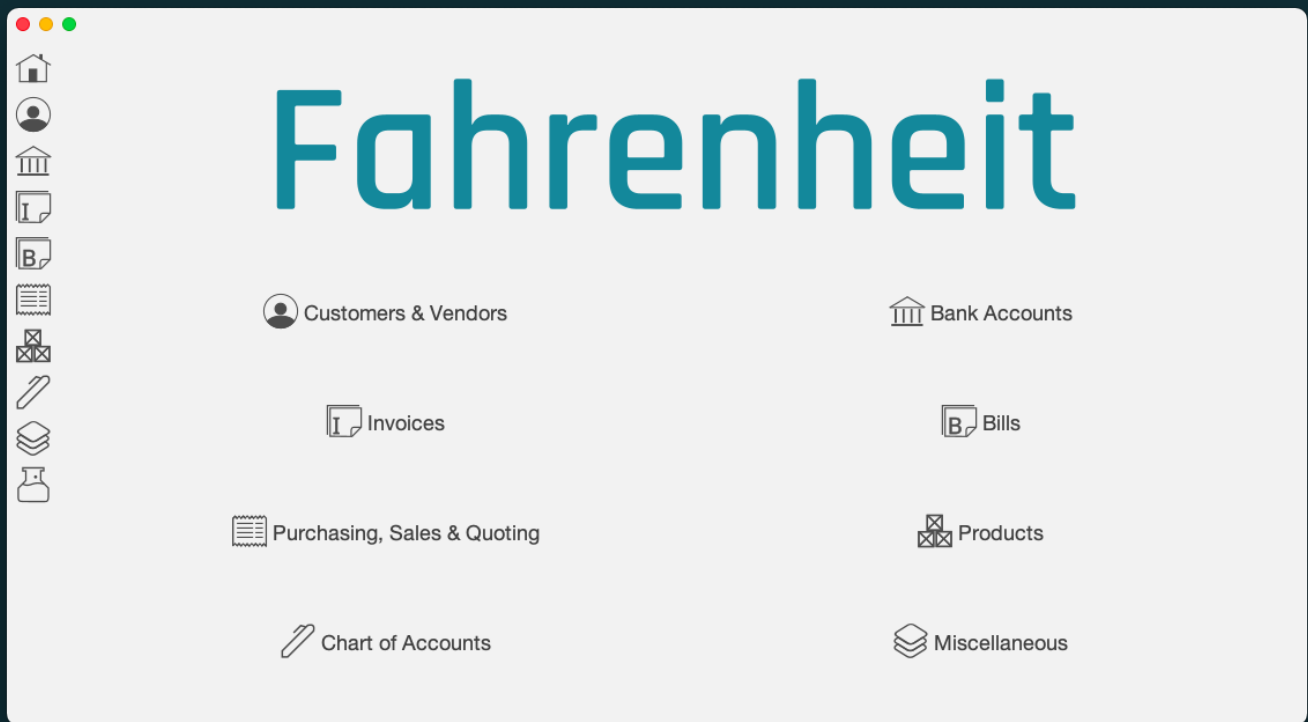 Fahrenheit
Customers & Vendors
Bank Accounts
I
Invoices
B
Bills
Purchasing, Sales & Quoting
Products
Chart of Accounts
Miscellaneous
I
B